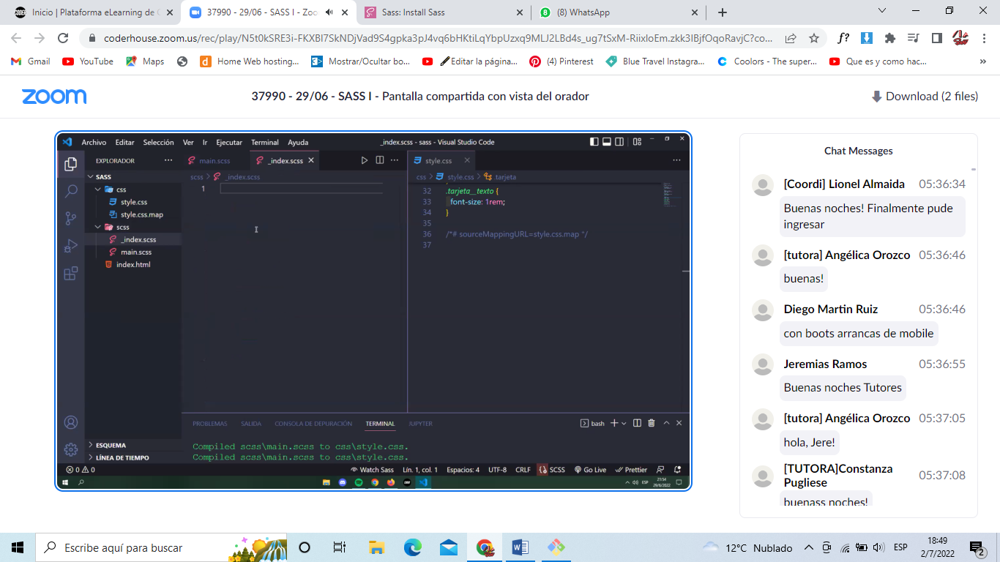 Inicio | Plataforma eLearning de C
37990 - 29/06 - SASS I - Zoo
Sass: Install Sass
(8) WhatsApp
coderhouse.zoom.us/rec/play/N5t0kSRE3i-FKXBl7SkNDjVad9S4gpka3pJ4vq6bHKtiLqYbpUzxq9MLJ2LBd4s_ug7tSxM-RiixIoEm.zkk3IBjfOqoRavjC?co...
Gmail
YouTube
Maps
Home Web hosting...
Mostrar/Ocultar bo...
Editar la página...
(4) Pinterest
Blue Travel Instagra...
Coolors - The super...
Que es y como hac...
»
zoom
37990 - 29/06 - SASS I - Pantalla compartida con vista del orador
Download (2 files)
Archivo Editar Selección Ver Ir Ejecutar Terminal Ayuda
_index.scss - sass - Visual Studio Code
EXPLORADOR
main.scss
_index.scss
style.css
SASS
scss > _index.scss
css > style.css > .tarjeta
css
style.css
style.css.map
scss
_index.scss
main.scss
index.html
1
32 .tarjeta__texto {
33 font-size: 1rem;
34 }
35
36 /*# sourceMappingURL=style.css.map */
37
PROBLEMAS SALIDA CONSOLA DE DEPURACIÓN TERMINAL JUPYTER
bash
Compiled scss\main.scss to css\style.css.
Compiled scss\main.scss to css\style.css.
ESQUEMA
LÍNEA DE TIEMPO
0 0
Watch Sass Lín. 1, col. 1 Espacios: 4 UTF-8 CRLF SCSS Go Live Prettier
ESP
21:54
29/6/2022
Chat Messages
[Coordi] Lionel Almaida 05:36:34
Buenas noches! Finalmente pude
ingresar
[tutora] Angélica Orozco 05:36:46
buenas!
Diego Martin Ruiz 05:36:46
con boots arrancas de mobile
Jeremias Ramos 05:36:55
Buenas noches Tutores
[tutora] Angélica Orozco 05:37:05
hola, Jere!
[TUTORA]Constanza
Pugliese 05:37:08
buenass noches!
Escribe aquí para buscar
12°C Nublado
ESP
18:49
2/7/2022
2